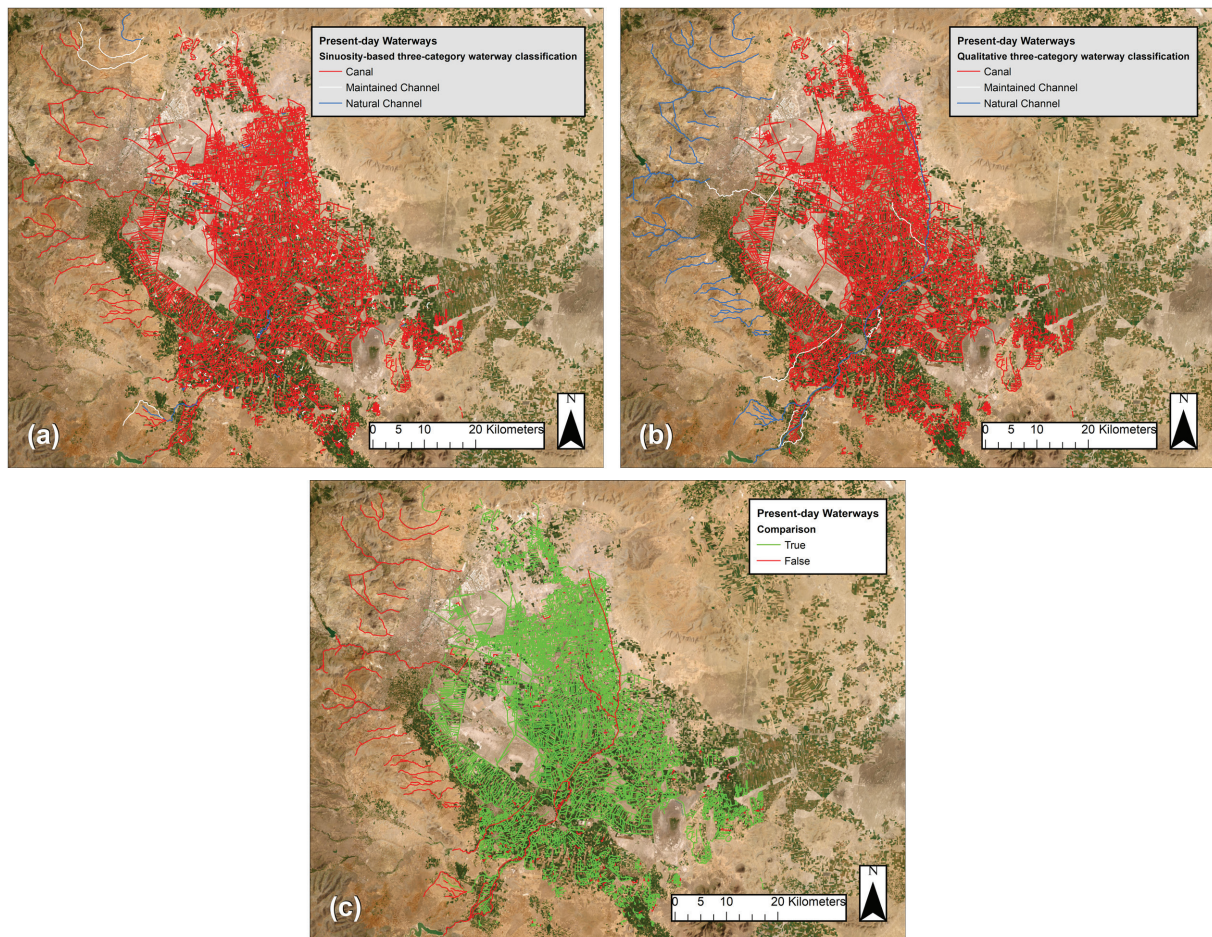 Present-day Waterways
Sinuosity-based three-category waterway classification
Canal
Maintained Channel
Natural Channel
N
0 5 10 20 Kilometers
(a)
Present-day Waterways
Qualitative three-category waterway classification
Canal
Maintained Channel
Natural Channel
N
0 5 10 20 Kilometers
(b)
Present-day Waterways
Comparison
True
False
N
0 5 10 20 Kilometers
(c)